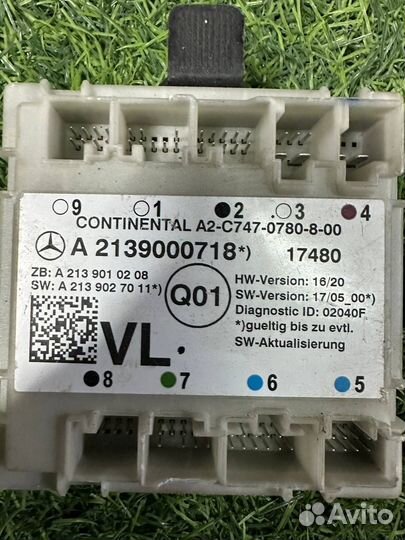 9 1 2 3 4
CONTINENTAL A2-C747-0780-8-00
A 2139000718*) 17480
ZB: A 213 901 02 08
SW: A 213 902 70 11*)
Q01
HW-Version: 16/20
SW-Version: 17/05_00*)
Diagnostic ID: 02040F
*)gueltig bis zu evtl.
SW-Aktualisierung
VL.
8 7 6 5
Avito